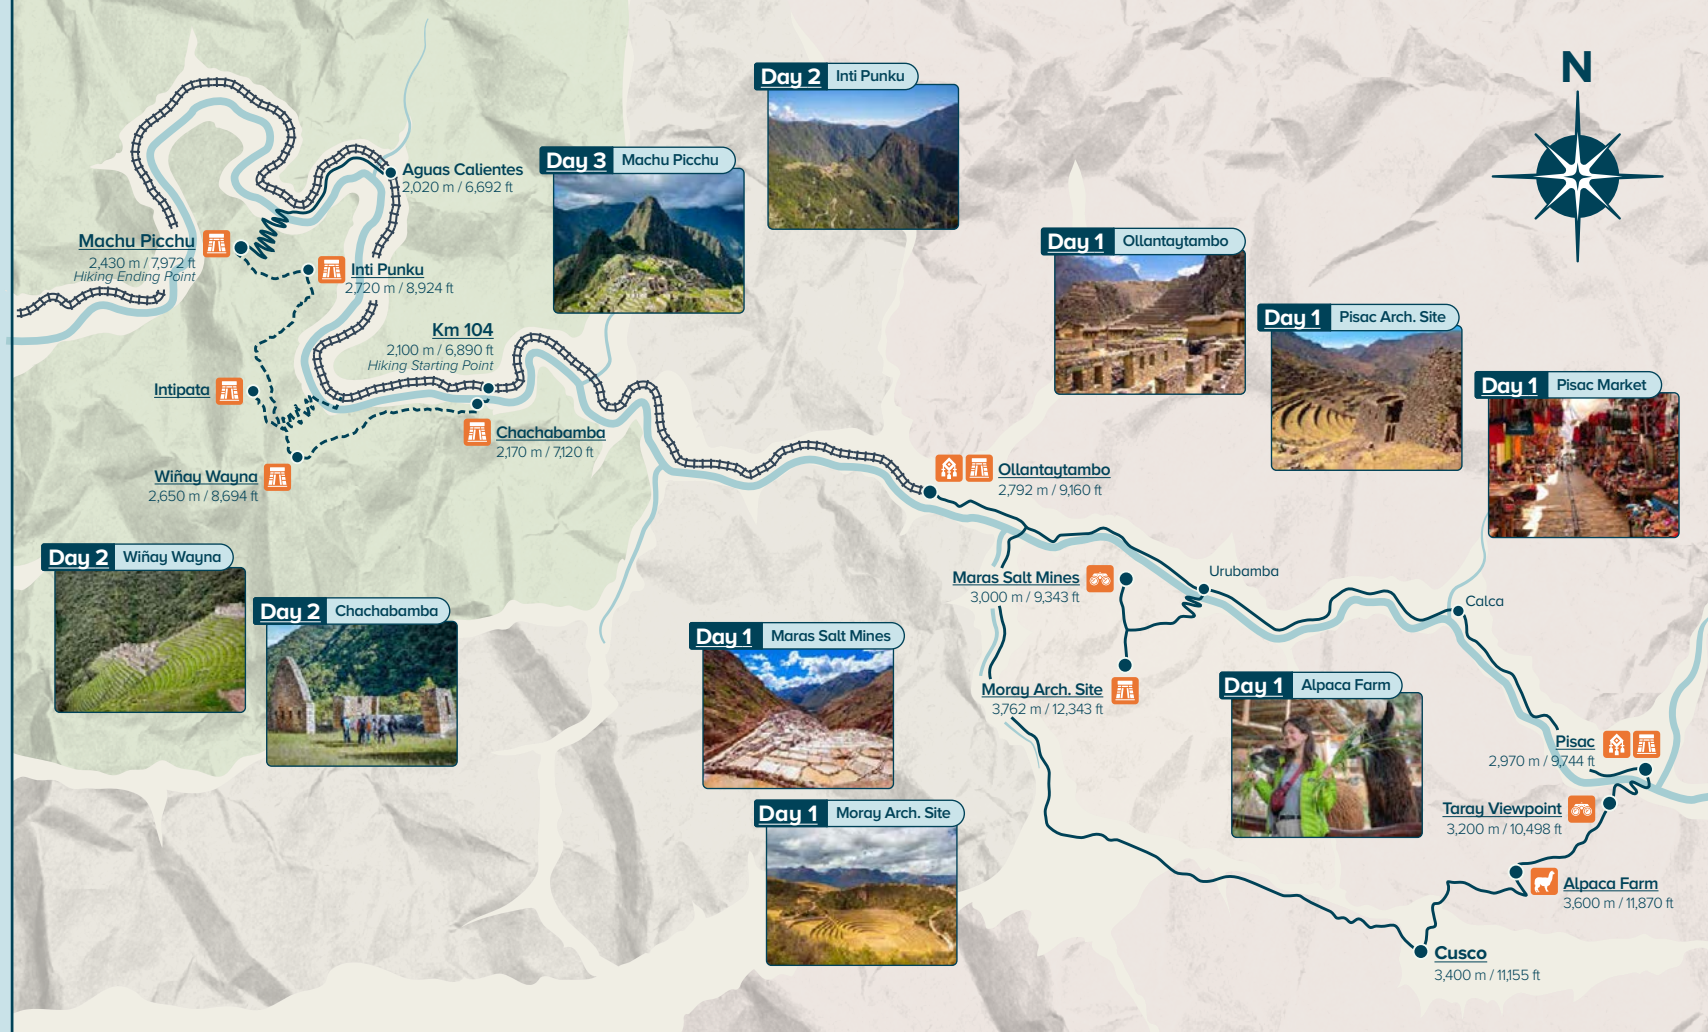 N
Day 2 Inti Punku
Day 3 Machu Picchu
Aguas Calientes
2,020 m / 6,692 ft
Machu Picchu
2,430 m / 7,972 ft
Hiking Ending Point
Inti Punku
2,720 m / 8,924 ft
Day 1 Ollantaytambo
Day 1 Pisac Arch. Site
Km 104
2,100 m / 6,890 ft
Hiking Starting Point
Day 1 Pisac Market
Intipata
Chachabamba
2,170 m / 7,120 ft
Wiñay Wayna
2,650 m / 8,694 ft
Ollantaytambo
2,792 m / 9,160 ft
Day 2 Wiñay Wayna
Day 2 Chachabamba
Maras Salt Mines
3,000 m / 9,343 ft
Urubamba
Calca
Day 1 Maras Salt Mines
Moray Arch. Site
3,762 m / 12,343 ft
Day 1 Alpaca Farm
Pisac
2,970 m / 9,744 ft
Taray Viewpoint
3,200 m / 10,498 ft
Day 1 Moray Arch. Site
Alpaca Farm
3,600 m / 11,870 ft
Cusco
3,400 m / 11,155 ft